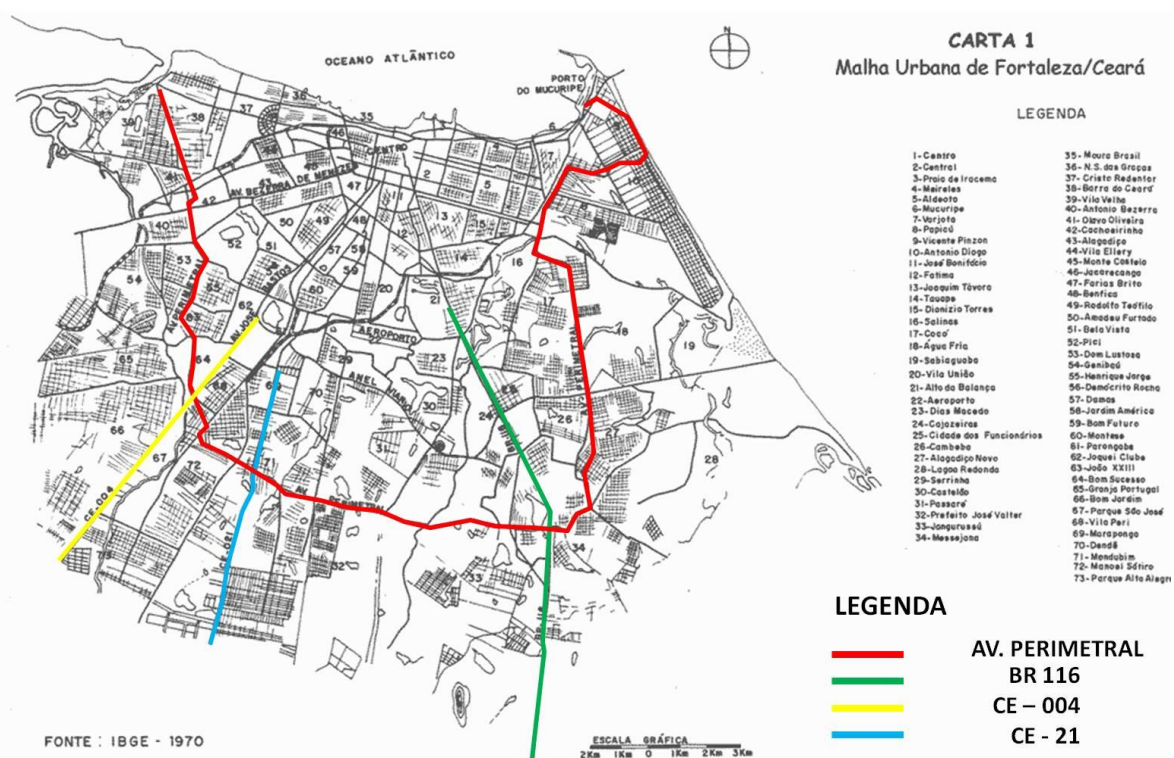 OCEANO ATLÂNTICO
N
PORTO
DO MUCURIPE
CENTRO
AV. BEZERRA DE MENEZES
AV. PERIMETRAL
AV. JOSÉ
BASTOS
AEROPORTO
ANEL
VIARIO
AV. PERIMETRAL
AV.
PERIMETRAL
CE-004
FONTE : IBGE - 1970
ESCALA GRÁFICA
2Km 1Km 0 1Km 2Km 3Km
CARTA 1
Malha Urbana de Fortaleza/Ceará
LEGENDA
1- Centro
2- Central
3- Praia de Iracema
4- Meireles
5- Aldeota
6- Mucuripe
7- Varjota
8- Papicú
9- Vicente Pinzon
10- Antonio Diogo
11- José Bonifácio
12- Fatima
13- Joaquim Távora
14- Tauape
15- Dionizio Torres
16- Salinas
17- Cocó
18- Água Fria
19- Sabiaguaba
20- Vila União
21- Alto da Balança
22- Aeroporto
23- Dias Macedo
24- Cajazeiras
25- Cidade dos Funcionários
26- Cambeba
27- Alagadiço Novo
28- Lagoa Redonda
29- Serrinha
30- Castelão
31- Passaré
32- Prefeito José Valter
33- Jangurussú
34- Messejana
35- Moura Brasil
36- N.S. das Graças
37- Cristo Redentor
38- Barra do Ceará
39- Vila Velha
40- Antonio Bezerra
41- Olavo Oliveira
42- Cachoeirinha
43- Alagadiço
44- Vila Ellery
45- Monte Castelo
46- Jacarecanga
47- Farias Brito
48- Benfica
49- Rodolfo Teófilo
50- Amadeu Furtado
51- Bela Vista
52- Pici
53- Dom Lustosa
54- Genibaú
55- Henrique Jorge
56- Demócrito Rocha
57- Damas
58- Jardim América
59- Bom Futuro
60- Montese
61- Parangaba
62- Joquei Clube
63- João XXIII
64- Bom Sucesso
65- Granja Portugal
66- Bom Jardim
67- Parque São José
68- Vila Peri
69- Maraponga
70- Dendê
71- Mondubim
72- Manoel Sátiro
73- Parque Alto Alegre
LEGENDA
AV. PERIMETRAL
BR 116
CE – 004
CE - 21